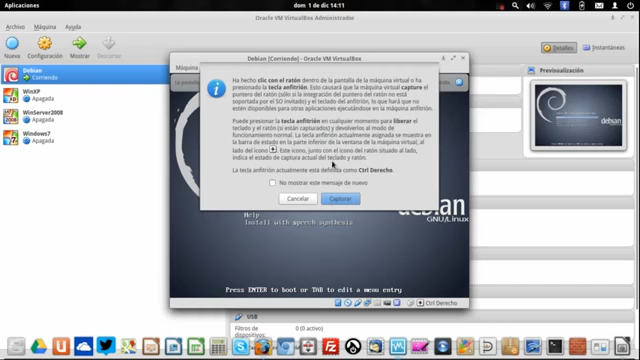 Aplicaciones
dom 1 de dic 14:11
Oracle VM VirtualBox Administrador
Archivo Máquina Ayuda
Nueva Configuración Mostrar Descartar
Detalles Instantáneas
Debian
Corriendo
WinXP
Apagada
WinServer2008
Apagada
Windows7
Apagada
Previsualización
Debian [Corriendo] - Oracle VM VirtualBox
Máquina
Ha hecho clic con el ratón dentro de la pantalla de la máquina virtual o ha
presionado la tecla anfitrión. Esto causará que la máquina virtual capture el
puntero del ratón (sólo si la integración del puntero del ratón no está
soportada por el SO invitado) y el teclado del anfitrión, lo que hará que no
estén disponibles para otras aplicaciones ejecutándose en la máquina anfitrión.
Puede presionar la tecla anfitrión en cualquier momento para liberar el
teclado y el ratón (si están capturados) y devolverlos al modo de
funcionamiento normal. La tecla anfitrión actualmente asignada se muestra en
la barra de estado en la parte inferior de la ventana de la máquina virtual, al
lado del icono . Este icono, junto con el icono del ratón situado al lado,
indica el estado de captura actual del teclado y ratón.
La tecla anfitrión actualmente está definida como Ctrl Derecho.
No mostrar este mensaje de nuevo
Cancelar Capturar
debian
GNU/Linux
Help
Install with speech synthesis
Press ENTER to boot or TAB to edit a menu entry
Ctrl Derecho
USB
Filtros de
dispositivos:
0 (0 activo)